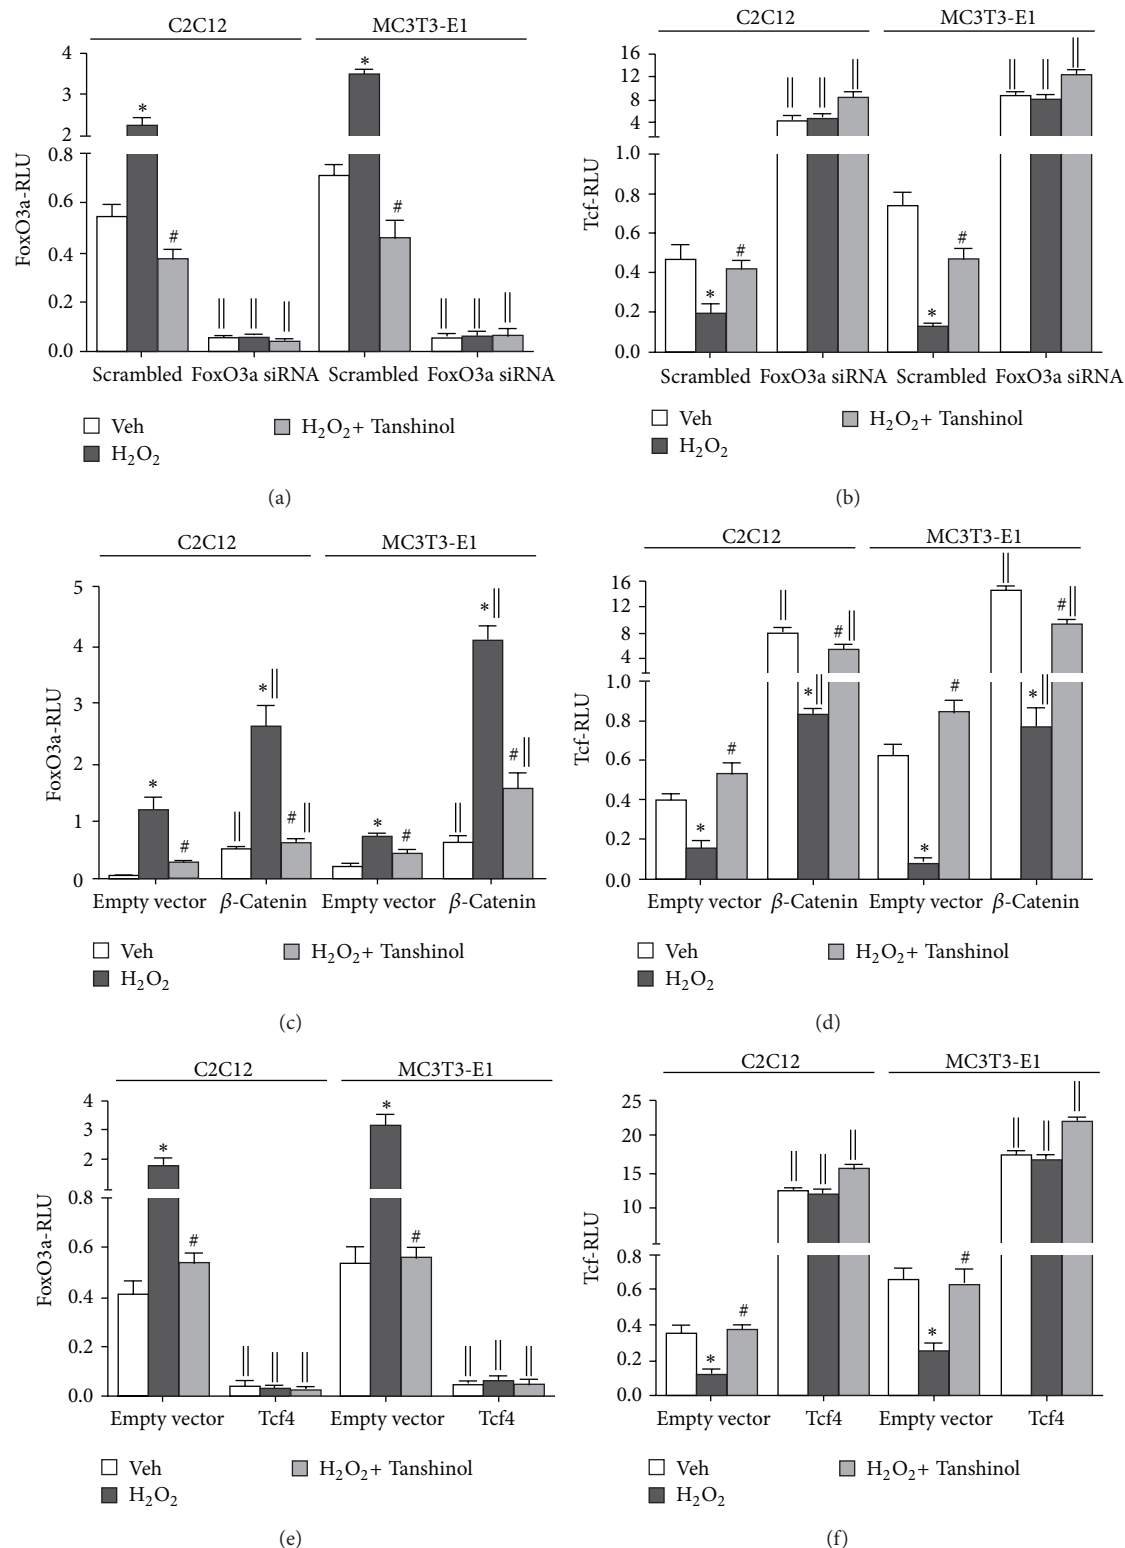 C2C12
MC3T3-E1
4
3
2
0.8
0.6
0.4
0.2
0.0
FoxO3a-RLU
*
#
*
#
Scrambled FoxO3a siRNA Scrambled FoxO3a siRNA
Veh
H₂O₂
H₂O₂+ Tanshinol
(a)
C2C12
MC3T3-E1
16
12
8
4
1.0
0.8
0.6
0.4
0.2
0.0
Tcf-RLU
*
#
*
#
Scrambled FoxO3a siRNA Scrambled FoxO3a siRNA
Veh
H₂O₂
H₂O₂+ Tanshinol
(b)
C2C12
MC3T3-E1
5
4
3
2
1
0
FoxO3a-RLU
*
#
*
#
*
#
*
#
Empty vector β-Catenin Empty vector β-Catenin
Veh
H₂O₂
H₂O₂+ Tanshinol
(c)
C2C12
MC3T3-E1
16
12
8
4
1.0
0.8
0.6
0.4
0.2
0.0
Tcf-RLU
*
#
*
#
*
#
*
#
Empty vector β-Catenin Empty vector β-Catenin
Veh
H₂O₂
H₂O₂+ Tanshinol
(d)
C2C12
MC3T3-E1
4
3
2
0.8
0.6
0.4
0.2
0.0
FoxO3a-RLU
*
#
*
#
Empty vector Tcf4 Empty vector Tcf4
Veh
H₂O₂
H₂O₂+ Tanshinol
(e)
C2C12
MC3T3-E1
25
20
15
10
0.8
0.6
0.4
0.2
0.0
Tcf-RLU
*
#
*
#
Empty vector Tcf4 Empty vector Tcf4
Veh
H₂O₂
H₂O₂+ Tanshinol
(f)